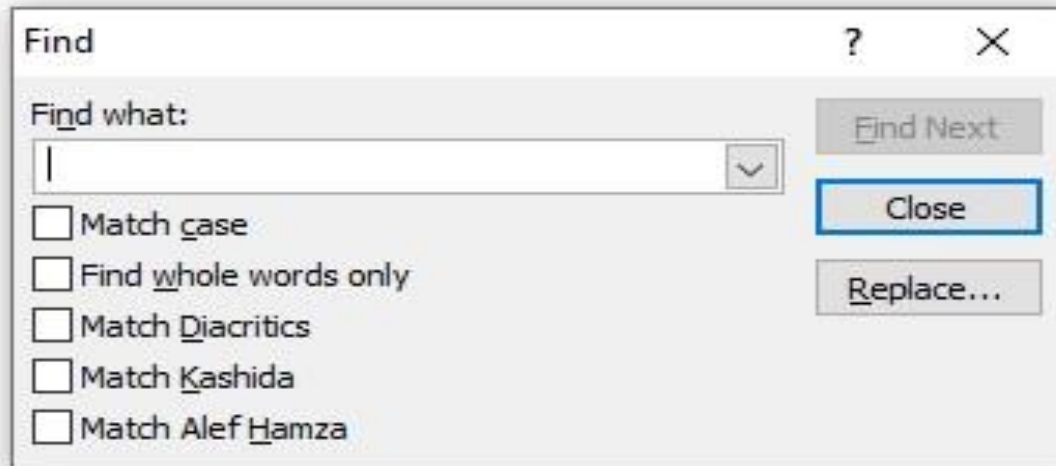 Find ?
Find what:
Find Next
Close
Match case
Find whole words only
Replace...
Match Diacritics
Match Kashida
Match Alef Hamza